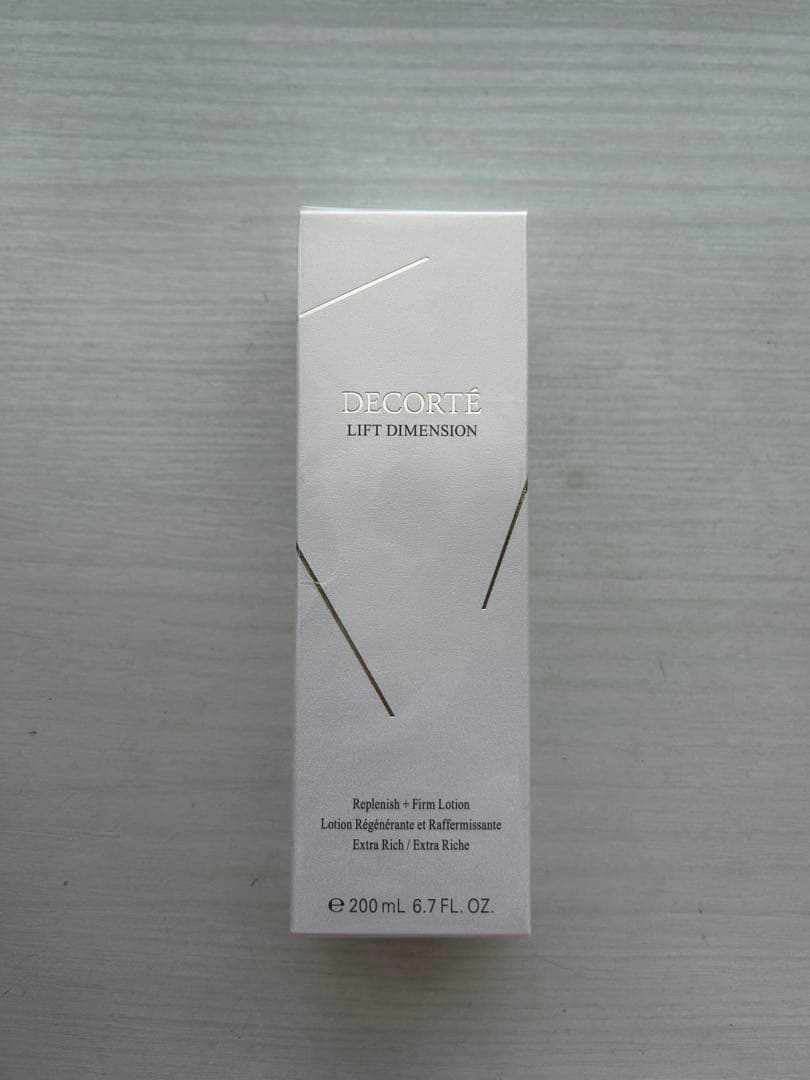 DECORTÉ
LIFT DIMENSION
Replenish + Firm Lotion
Lotion Régénérante et Raffermissante
Extra Rich / Extra Riche
℮ 200 mL 6.7 FL. OZ.